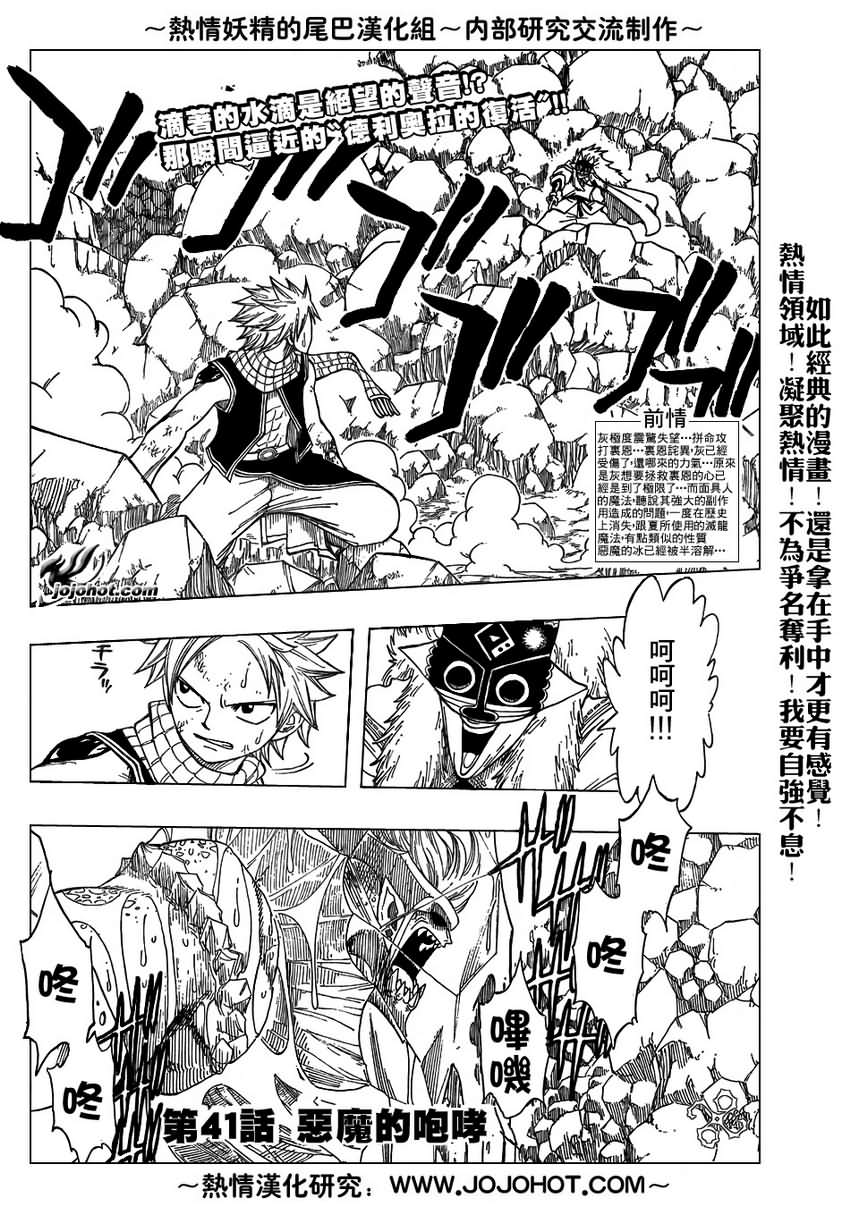 ～熱情妖精的尾巴漢化組～內部研究交流制作～
滴著的水滴是絕望的聲音!?
那瞬間逼近的“德利奧拉的復活”!!
ゴゴゴゴゴ
前情
灰極度震驚失望…拼命攻
打裏恩…裏恩詫異,灰已經
受傷了,還哪來的力氣…原來
是灰想要拯救裏恩的心已
經是到了極限了…而面具人
的魔法,聽說其強大的副作
用造成的問題,一度在歷史
上消失,跟夏所使用的滅龍
魔法,有點類似的性質
惡魔的冰已經被半溶解…
jojohot.com
如此經典的漫畫！還是拿在手中才更有感覺！
熱情領域！凝聚熱情！不為爭名奪利！我要自強不息！
呵呵呵!!!
チラッ
咚
咚
嗶嘰
咚
咚
第41話 惡魔的咆哮
～熱情漢化研究：WWW.JOJOHOT.COM～